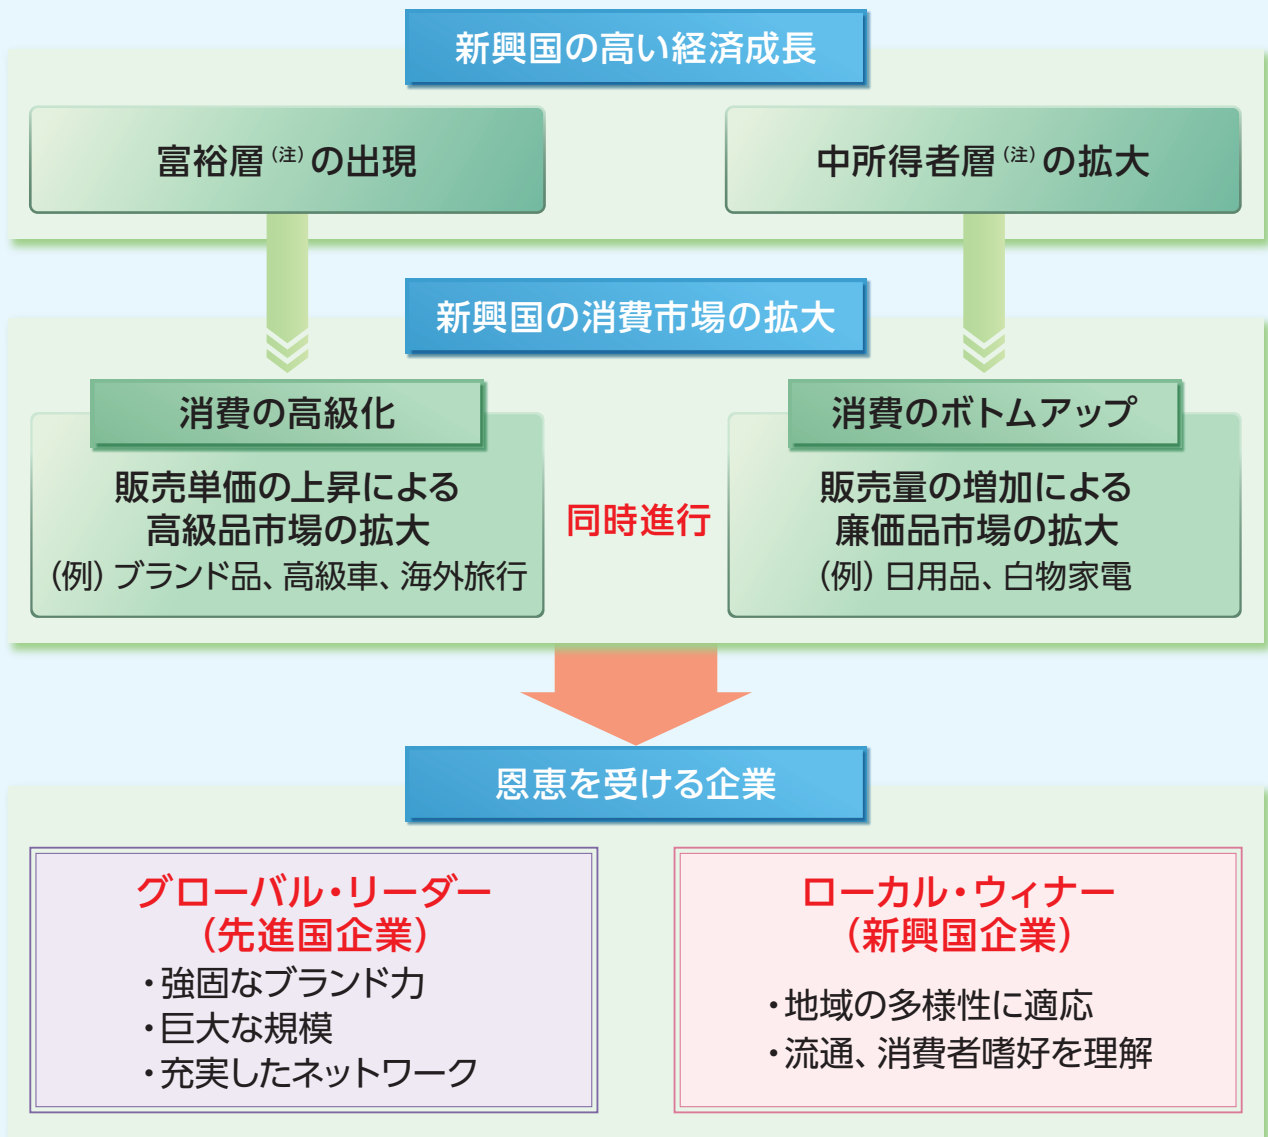 新興国の高い経済成長
富裕層（注）の出現
中所得者層（注）の拡大
新興国の消費市場の拡大
消費の高級化
販売単価の上昇による
高級品市場の拡大
（例）ブランド品、高級車、海外旅行
同時進行
消費のボトムアップ
販売量の増加による
廉価品市場の拡大
（例）日用品、白物家電
恩恵を受ける企業
グローバル・リーダー
（先進国企業）
・強固なブランド力
・巨大な規模
・充実したネットワーク
ローカル・ウィナー
（新興国企業）
・地域の多様性に適応
・流通、消費者嗜好を理解